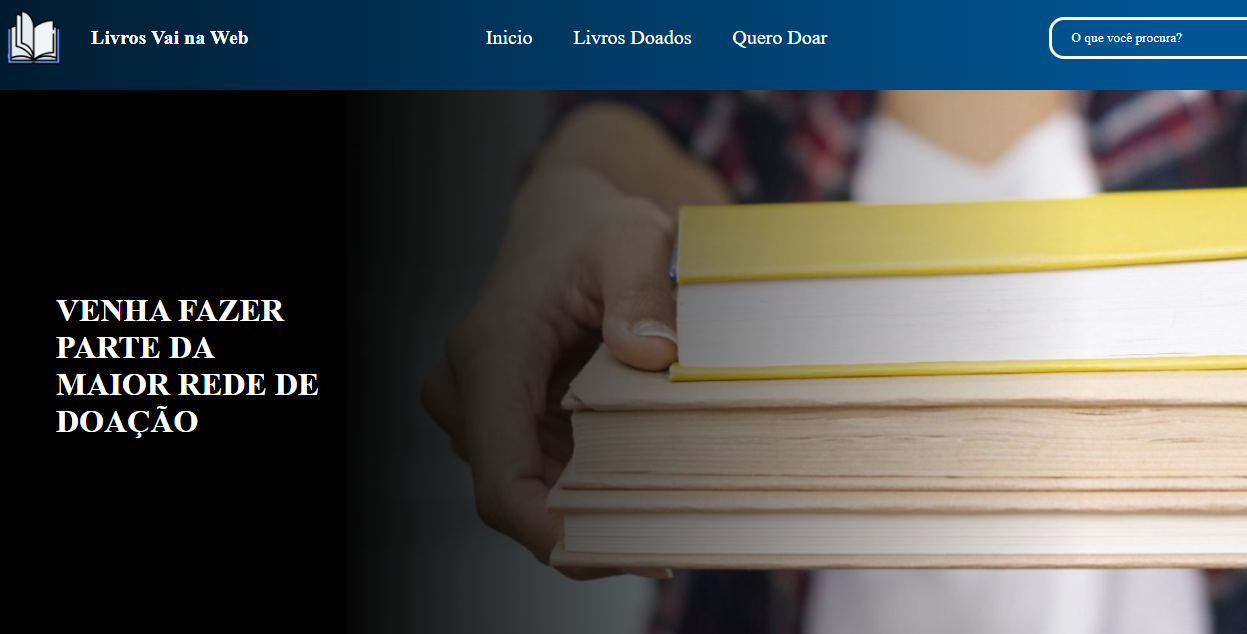 Livros Vai na Web
Inicio
Livros Doados
Quero Doar
O que você procura?
VENHA FAZER
PARTE DA
MAIOR REDE DE
DOAÇÃO